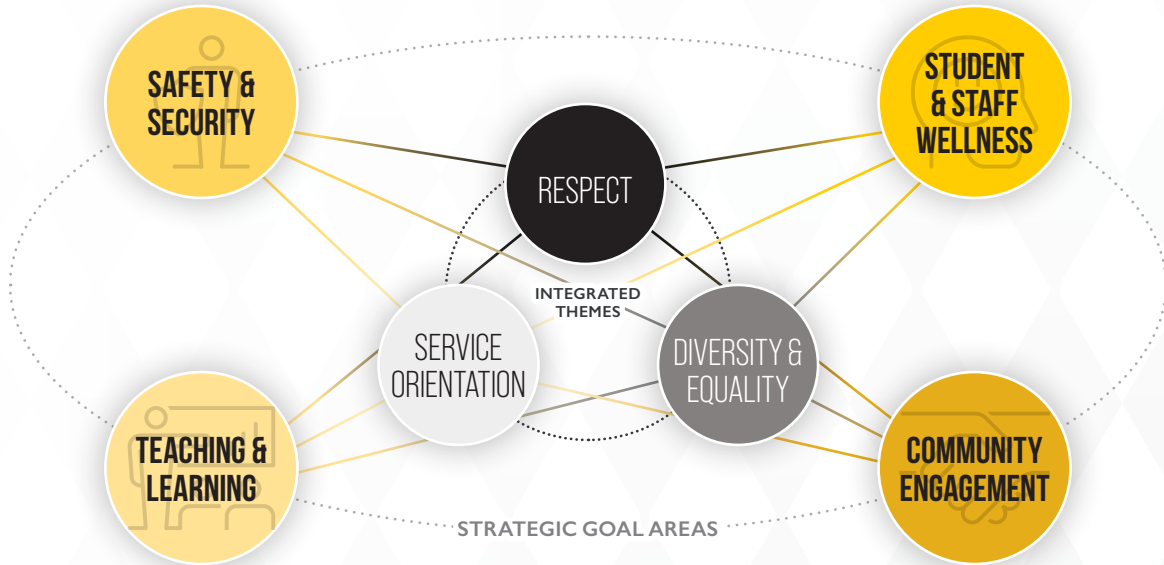 SAFETY &
SECURITY
STUDENT
& STAFF
WELLNESS
RESPECT
INTEGRATED
THEMES
SERVICE
ORIENTATION
DIVERSITY &
EQUALITY
TEACHING &
LEARNING
COMMUNITY
ENGAGEMENT
STRATEGIC GOAL AREAS